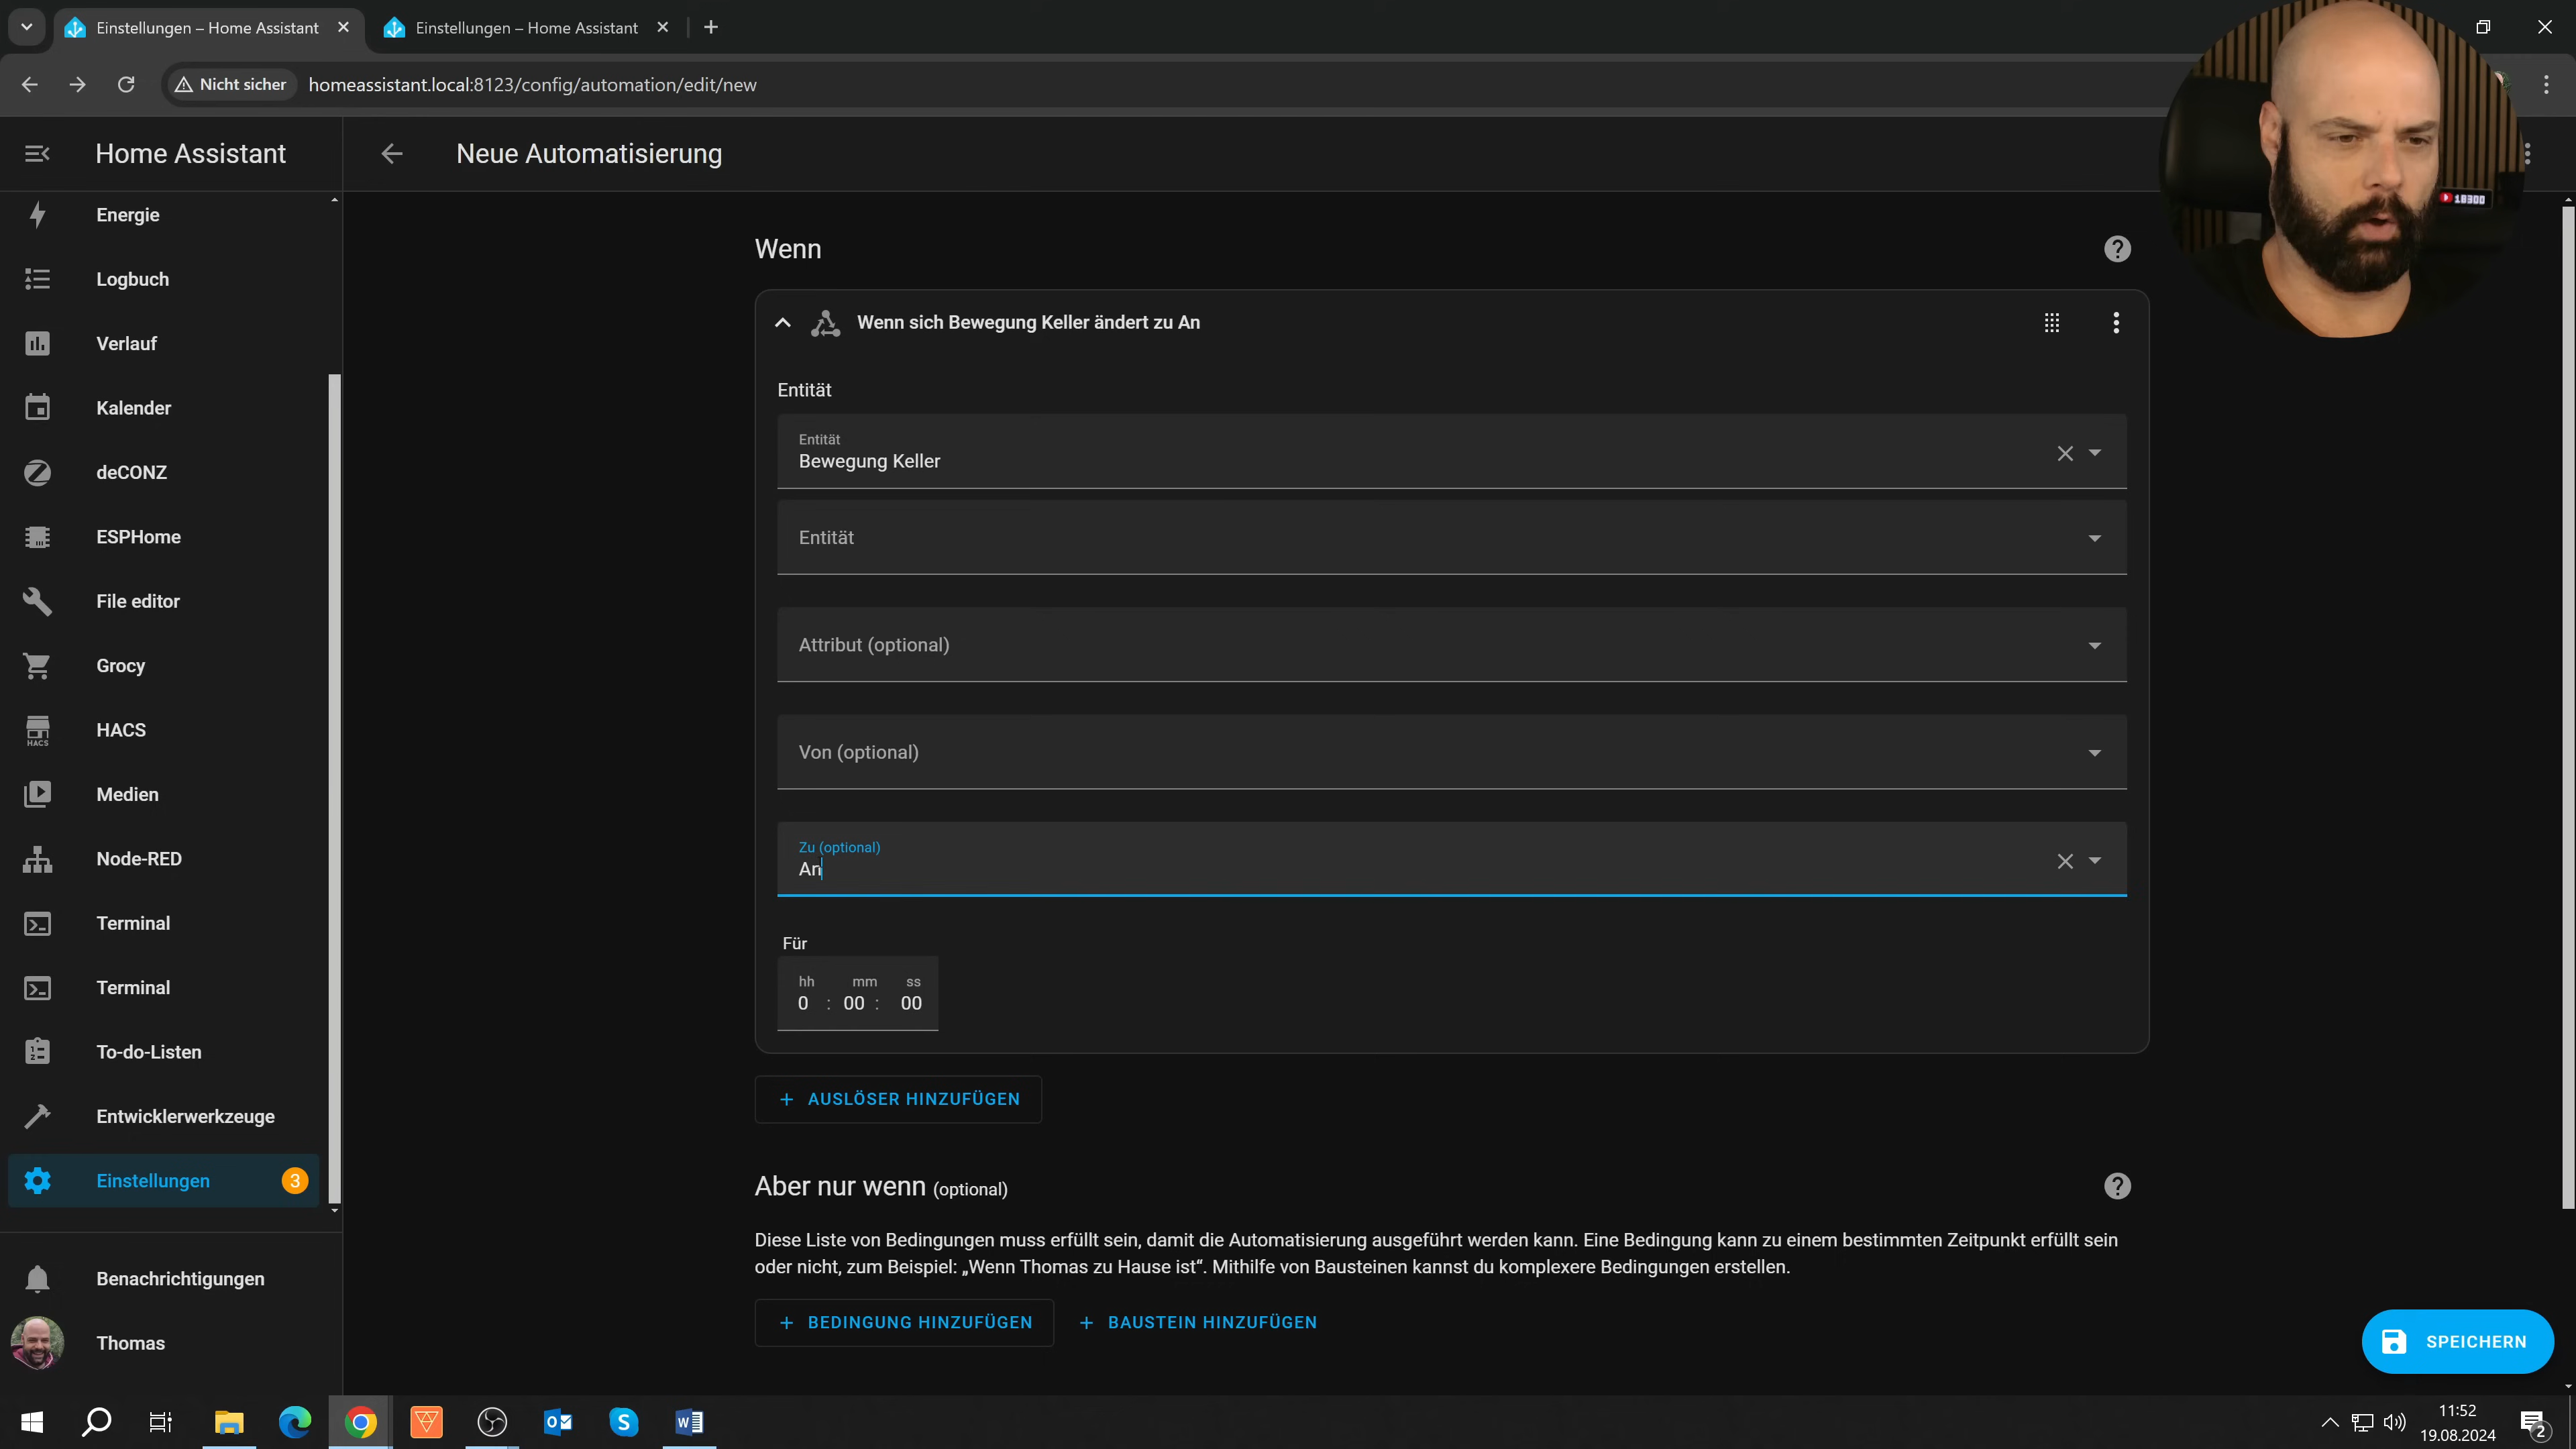 Einstellungen – Home Assistant
Einstellungen – Home Assistant
Nicht sicher
homeassistant.local:8123/config/automation/edit/new
Home Assistant
Neue Automatisierung
18300
Energie
Logbuch
Verlauf
Kalender
deCONZ
ESPHome
File editor
Grocy
HACS
HACS
Medien
Node-RED
Terminal
Terminal
To-do-Listen
Entwicklerwerkzeuge
Einstellungen
3
Benachrichtigungen
Thomas
Wenn
Wenn sich Bewegung Keller ändert zu An
Entität
Entität
Bewegung Keller
Entität
Attribut (optional)
Von (optional)
Zu (optional)
An
Für
hh mm ss
0 : 00 : 00
+ AUSLÖSER HINZUFÜGEN
Aber nur wenn (optional)
Diese Liste von Bedingungen muss erfüllt sein, damit die Automatisierung ausgeführt werden kann. Eine Bedingung kann zu einem bestimmten Zeitpunkt erfüllt sein
oder nicht, zum Beispiel: „Wenn Thomas zu Hause ist“. Mithilfe von Bausteinen kannst du komplexere Bedingungen erstellen.
+ BEDINGUNG HINZUFÜGEN
+ BAUSTEIN HINZUFÜGEN
SPEICHERN
11:52
19.08.2024
2